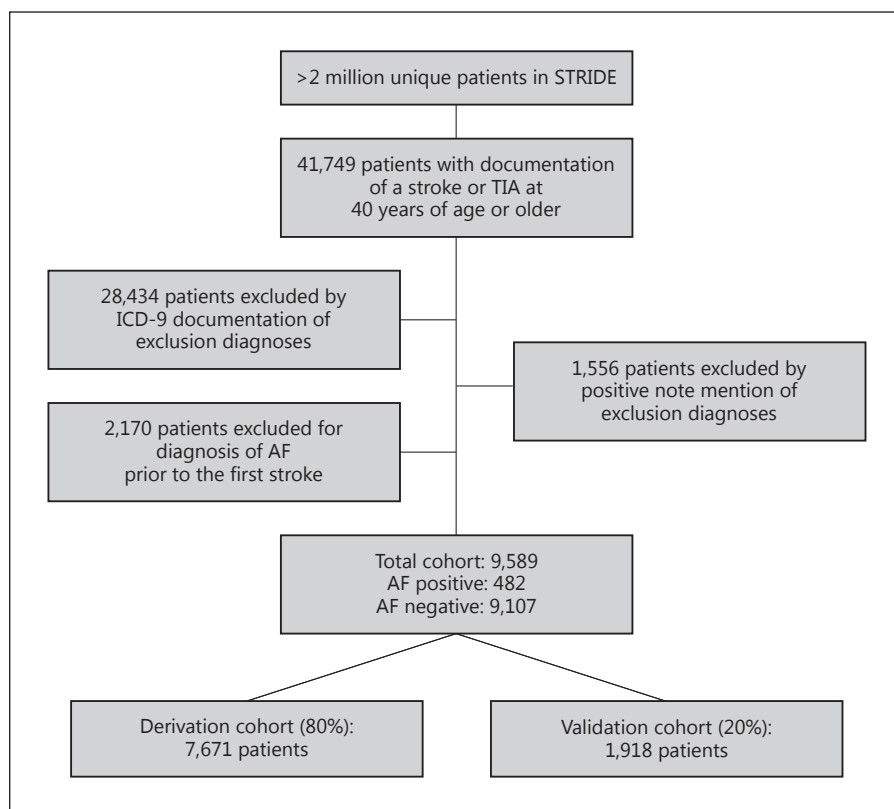 >2 million unique patients in STRIDE
41,749 patients with documentation
of a stroke or TIA at
40 years of age or older
28,434 patients excluded by
ICD-9 documentation of
exclusion diagnoses
1,556 patients excluded by
positive note mention of
exclusion diagnoses
2,170 patients excluded for
diagnosis of AF
prior to the first stroke
Total cohort: 9,589
AF positive: 482
AF negative: 9,107
Derivation cohort (80%):
7,671 patients
Validation cohort (20%):
1,918 patients